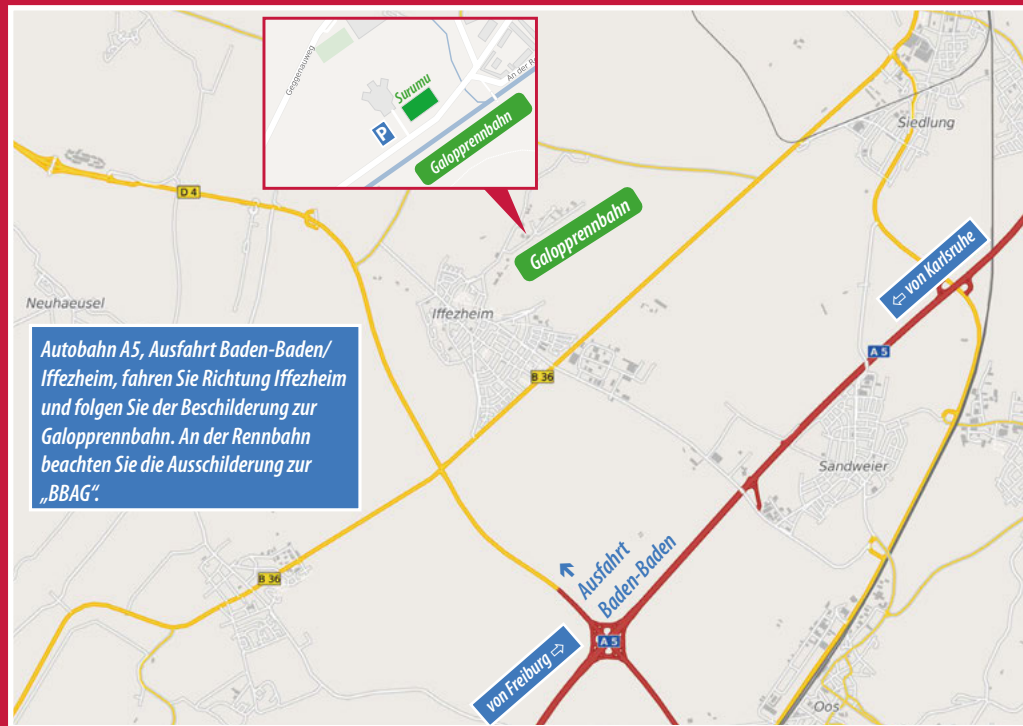 Geggenauweg
Surumu
An der Re
P
Galopprennbahn
Siedlung
D 4
Galopprennbahn
⇦ von Karlsruhe
Neuhaeusel
Iffezheim
Autobahn A5, Ausfahrt Baden-Baden/
Iffezheim, fahren Sie Richtung Iffezheim
und folgen Sie der Beschilderung zur
Galopprennbahn. An der Rennbahn
beachten Sie die Ausschilderung zur
„BBAG“.
A 5
B 36
Sandweier
Ausfahrt
Baden-Baden
B 36
A 5
von Freiburg ⇨
Oos